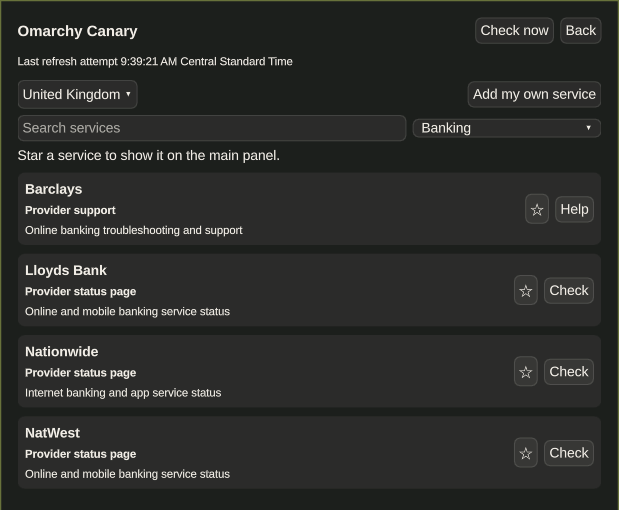 Omarchy Canary
Check now
Back
Last refresh attempt 9:39:21 AM Central Standard Time
United Kingdom
Add my own service
Search services
Banking
Star a service to show it on the main panel.
Barclays
Provider support
Online banking troubleshooting and support
Help
Lloyds Bank
Provider status page
Online and mobile banking service status
Check
Nationwide
Provider status page
Internet banking and app service status
Check
NatWest
Provider status page
Online and mobile banking service status
Check